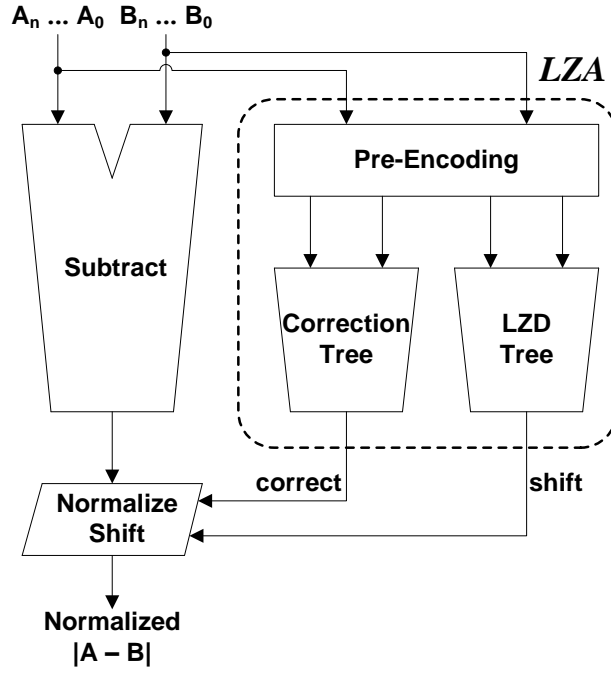 Aₙ ... A₀ Bₙ ... B₀
LZA
Pre-Encoding
Subtract
Correction
Tree
LZD
Tree
correct
shift
Normalize
Shift
Normalized
|A – B|